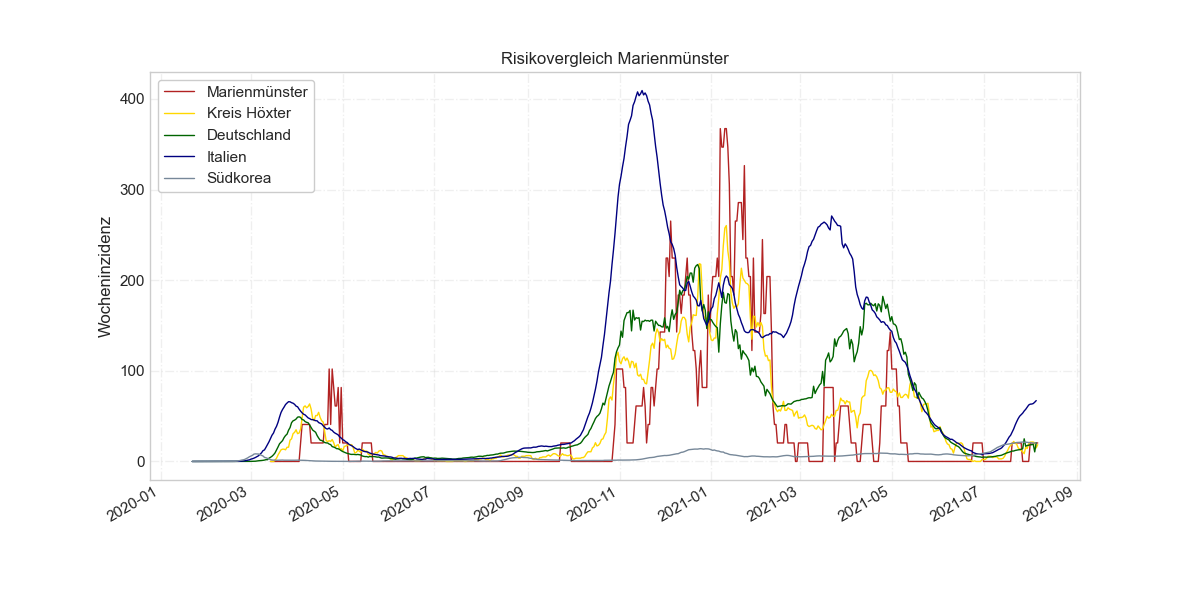 Risikovergleich Marienmünster
Wocheninzidenz
400
300
200
100
0
Marienmünster
Kreis Höxter
Deutschland
Italien
Südkorea
2020-01
2020-03
2020-05
2020-07
2020-09
2020-11
2021-01
2021-03
2021-05
2021-07
2021-09